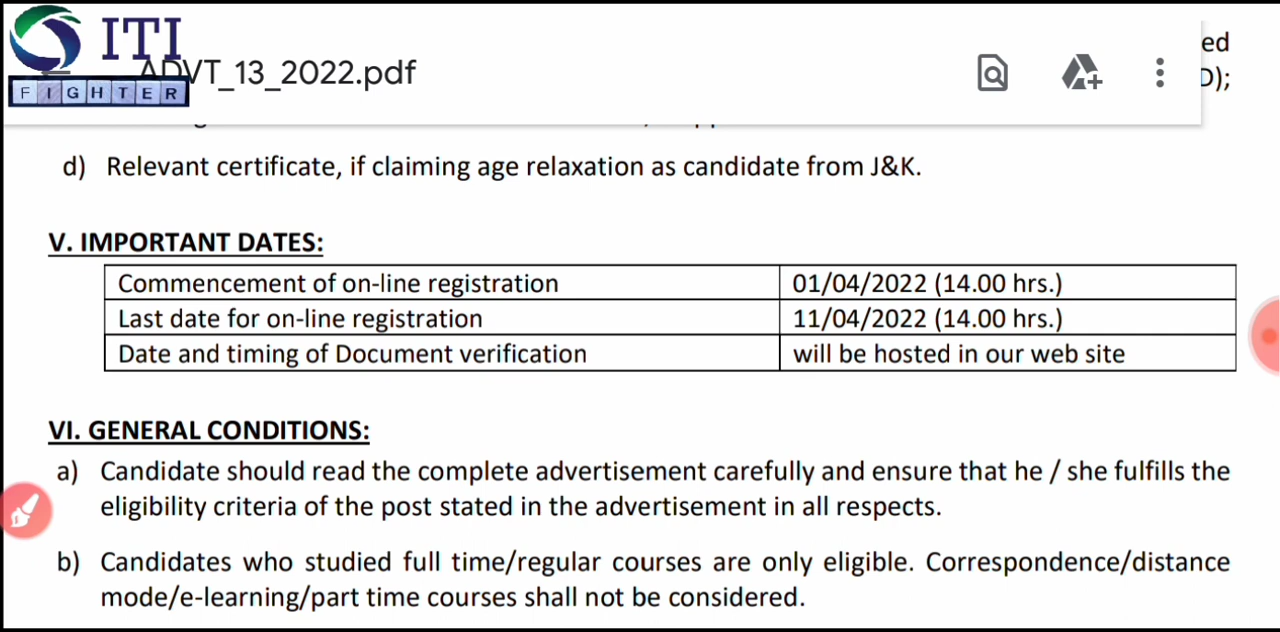 ITI
FIGHTER
ADVT_13_2022.pdf
ed
D);
d) Relevant certificate, if claiming age relaxation as candidate from J&K.
V. IMPORTANT DATES:
Commencement of on-line registration 01/04/2022 (14.00 hrs.)
Last date for on-line registration 11/04/2022 (14.00 hrs.)
Date and timing of Document verification will be hosted in our web site
VI. GENERAL CONDITIONS:
a) Candidate should read the complete advertisement carefully and ensure that he / she fulfills the
eligibility criteria of the post stated in the advertisement in all respects.
b) Candidates who studied full time/regular courses are only eligible. Correspondence/distance
mode/e-learning/part time courses shall not be considered.